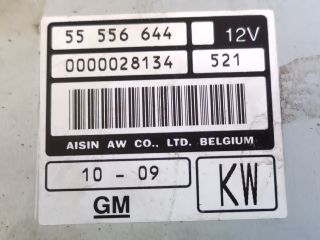 55 556 644 12V
0000028134 521
AISIN AW CO., LTD. BELGIUM
10 - 09 KW
GM